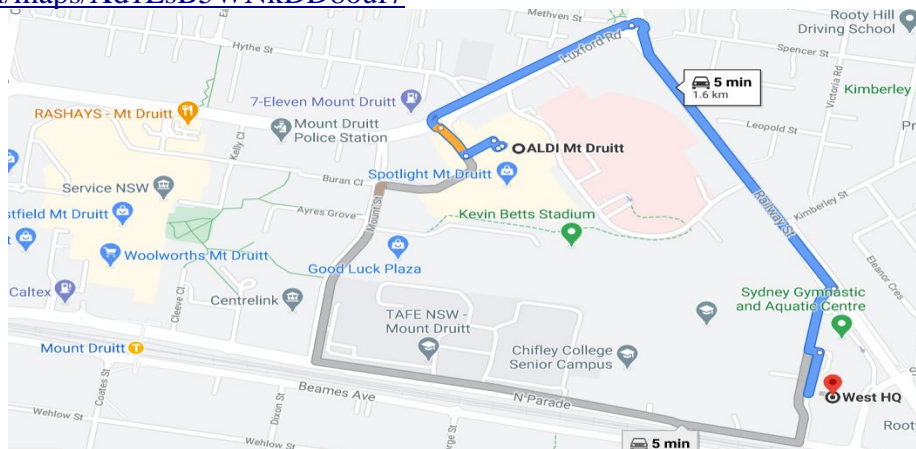 /maps/Xd1EsB5WNkDD86ur7
Methven St
Rooty Hill
Driving School
Hythe St
Luxford Rd
Spencer St
5 min
1.6 km
Victoria Rd
Kimberley
7-Eleven Mount Druitt
RASHAYS - Mt Druitt
Mount Druitt
Police Station
Leopold St
Kelly Cl
ALDI Mt Druitt
Spotlight Mt Druitt
Buran Cl
Service NSW
Ayres Grove
Mount St
Kevin Betts Stadium
Railway St
Kimberley St
stfield Mt Druitt
Woolworths Mt Druitt
Good Luck Plaza
Eleanor Cres
Caltex
Cleeve Cl
Centrelink
Sydney Gymnastic
and Aquatic Centre
TAFE NSW -
Mount Druitt
Mount Druitt
Chifley College
Senior Campus
Coates St
Beames Ave
N Parade
West HQ
Wehlow St
Dixon St
Rooty
Wehlow St
rge St
5 min